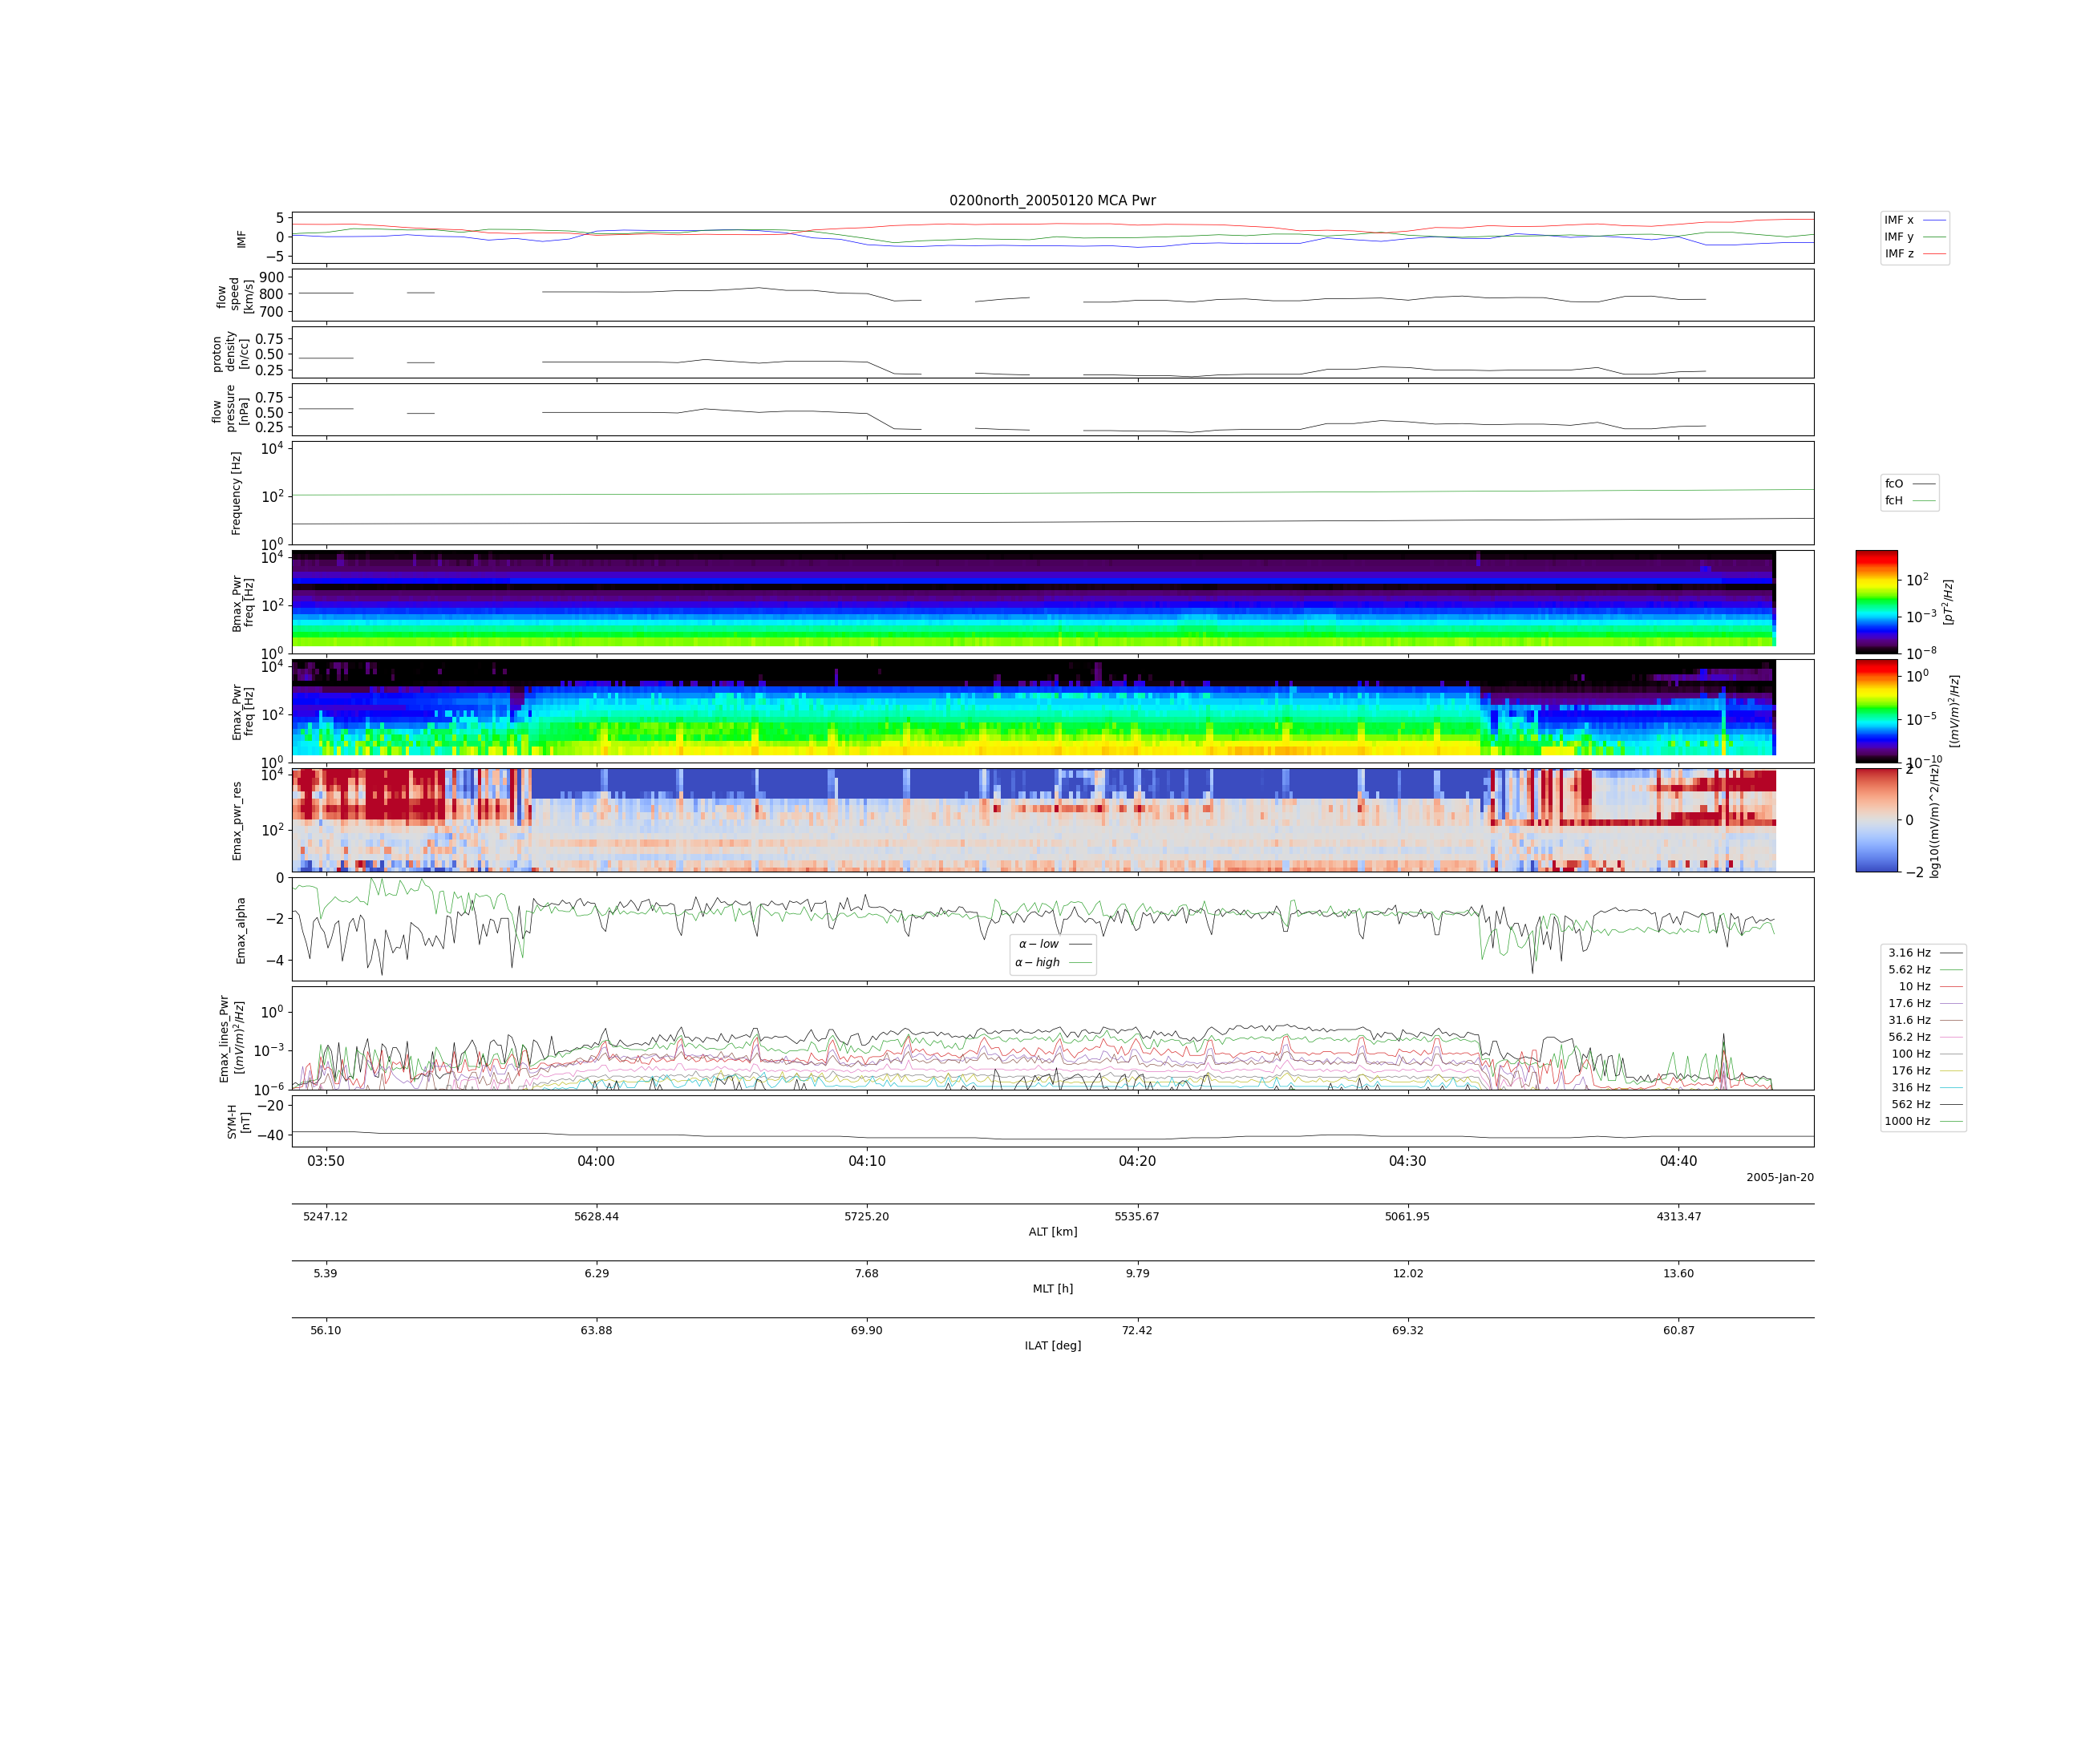 0200north_20050120 MCA Pwr
IMF
5
0
−5
IMF x
IMF y
IMF z
flow
speed
[km/s]
900
800
700
proton
density
[n/cc]
0.75
0.50
0.25
flow
pressure
[nPa]
0.75
0.50
0.25
Frequency [Hz]
10^4
10^2
10^0
fcO
fcH
Bmax_Pwr
freq [Hz]
10^4
10^2
10^0
10^2
10^−3
10^−8
[pT^2/Hz]
Emax_Pwr
freq [Hz]
10^4
10^2
10^0
10^0
10^−5
10^−10
[(mV/m)^2/Hz]
Emax_pwr_res
10^4
10^2
2
0
−2
log10((mV/m)^2/Hz)
Emax_alpha
0
−2
−4
α − low
α − high
Emax_lines_Pwr
[(mV/m)^2/Hz]
10^0
10^−3
10^−6
3.16 Hz
5.62 Hz
10 Hz
17.6 Hz
31.6 Hz
56.2 Hz
100 Hz
176 Hz
316 Hz
562 Hz
1000 Hz
SYM-H
[nT]
−20
−40
03:50 04:00 04:10 04:20 04:30 04:40
2005-Jan-20
5247.12 5628.44 5725.20 5535.67 5061.95 4313.47
ALT [km]
5.39 6.29 7.68 9.79 12.02 13.60
MLT [h]
56.10 63.88 69.90 72.42 69.32 60.87
ILAT [deg]